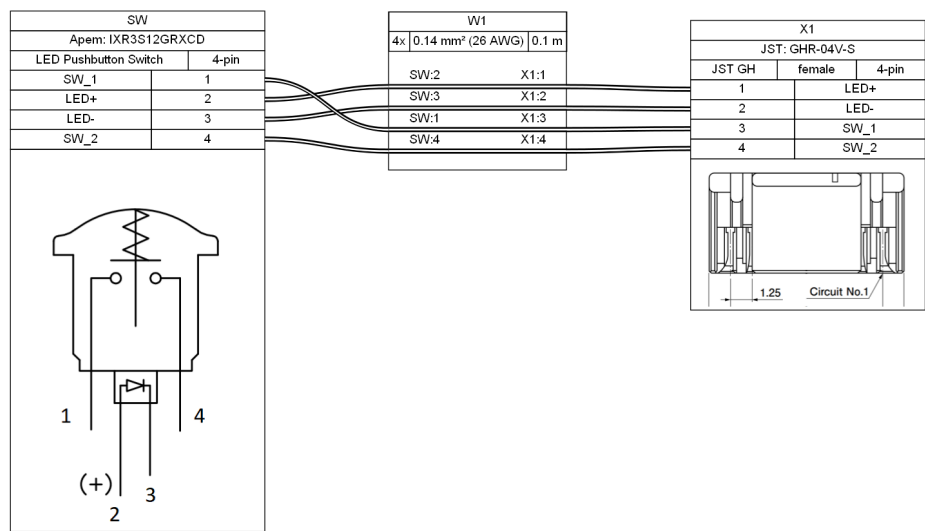 SW
Apem: IXR3S12GRXCD
LED Pushbutton Switch 4-pin
SW_1 1
LED+ 2
LED- 3
SW_2 4
1
4
(+)
3
2
W1
4x 0.14 mm² (26 AWG) 0.1 m
SW:2 X1:1
SW:3 X1:2
SW:1 X1:3
SW:4 X1:4
X1
JST: GHR-04V-S
JST GH female 4-pin
1 LED+
2 LED-
3 SW_1
4 SW_2
1.25 Circuit No.1